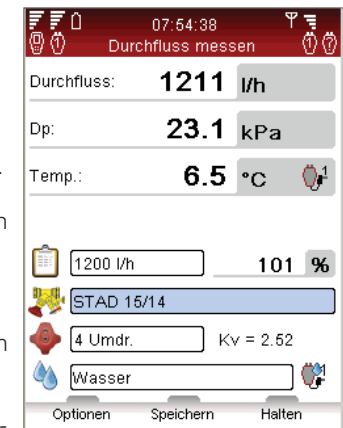 07:54:38
Durchfluss messen
Durchfluss: 1211 l/h
Dp: 23.1 kPa
Temp.: 6.5 °C
1200 l/h 101 %
STAD 15/14
4 Umdr. Kv = 2.52
Wasser
Optionen Speichern Halten